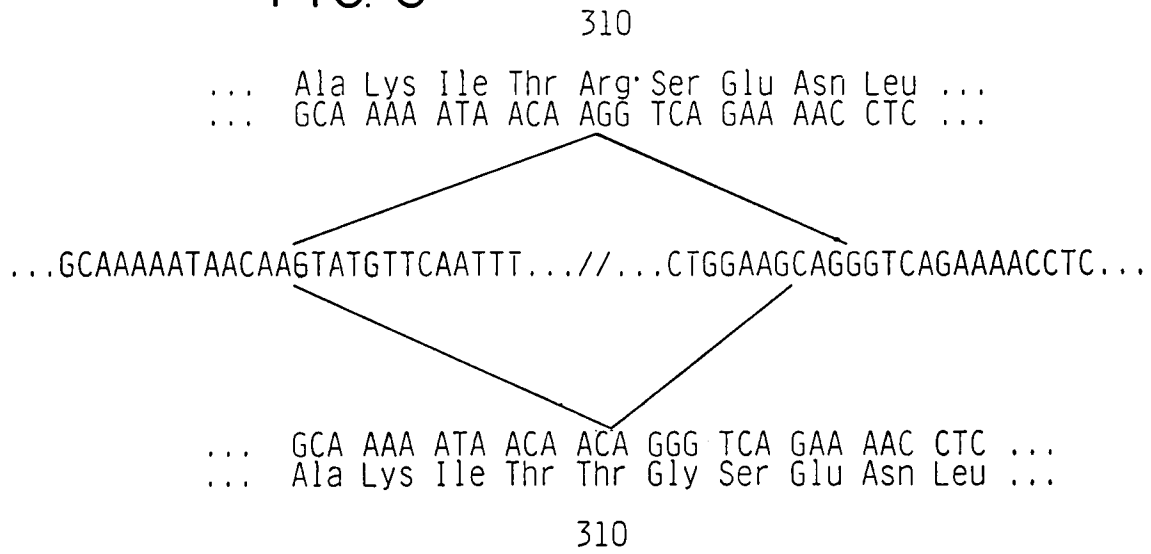 FIG. 
310
... Ala Lys Ile Thr Arg Ser Glu Asn Leu ...
... GCA AAA ATA ACA AGG TCA GAA AAC CTC ...
...GCAAAAATAACAAGTATGTTCAATTT...//...CTGGAAGCAGGGTCAGAAAACCTC...
... GCA AAA ATA ACA ACA GGG TCA GAA AAC CTC ...
... Ala Lys Ile Thr Thr Gly Ser Glu Asn Leu ...
310